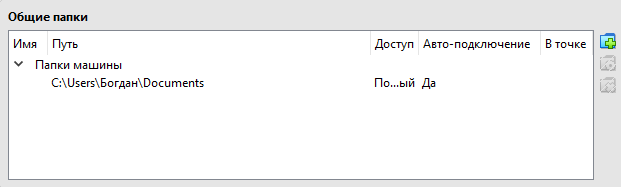 Общие папки
Имя Путь Доступ Авто-подключение В точке
Папки машины
C:\Users\Богдан\Documents По...ый Да